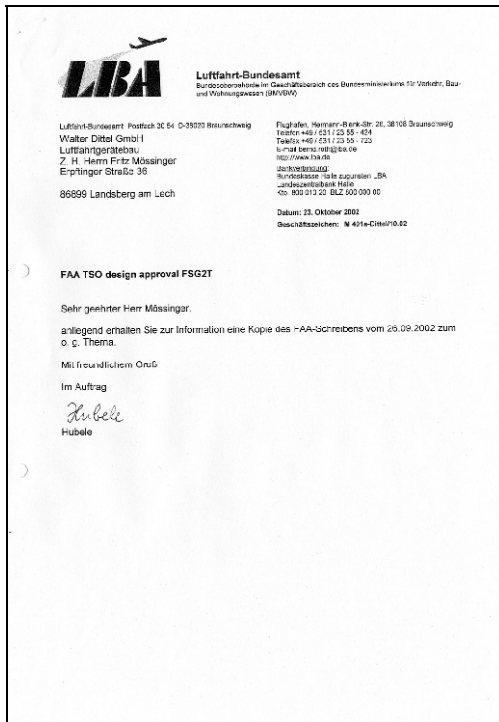 LBA
Luftfahrt-Bundesamt
Bundesoberbehörde im Geschäftsbereich des Bundesministeriums für Verkehr, Bau-
und Wohnungswesen (BMVBW)
Luftfahrt-Bundesamt Postfach 30 54 D-38020 Braunschweig
Walter Dittel GmbH
Luftfahrtgerätebau
Z. H. Herrn Fritz Mössinger
Erpftinger Straße 36
86899 Landsberg am Lech
Flughafen, Hermann-Blenk-Str. 26, 38108 Braunschweig
Telefon +49 / 531 / 23 55 - 424
Telefax +49 / 531 / 23 55 - 723
E-mail bernd.roth@lba.de
http://www.lba.de
Bankverbindung:
Bundeskasse Halle zugunsten LBA
Landeszentralbank Halle
Kto. 800 010 20 BLZ 800 000 00
Datum: 23. Oktober 2002
Geschäftszeichen: M 401a-Dittel/10.02
FAA TSO design approval FSG2T
Sehr geehrter Herr Mössinger,
anliegend erhalten Sie zur Information eine Kopie des FAA-Schreibens vom 26.09.2002 zum
o. g. Thema.
Mit freundlichem Gruß
Im Auftrag
Hubele
Hubele